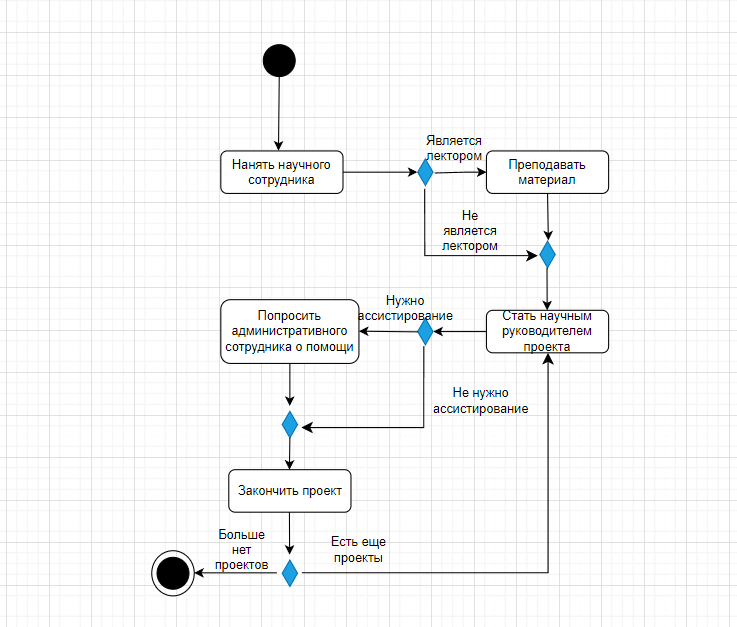 Является
лектором
Нанять научного
сотрудника
Преподавать
материал
Не
является
лектором
Нужно
ассистирование
Попросить
административного
сотрудника о помощи
Стать научным
руководителем
проекта
Не нужно
ассистирование
Закончить проект
Больше
нет
проектов
Есть еще
проекты